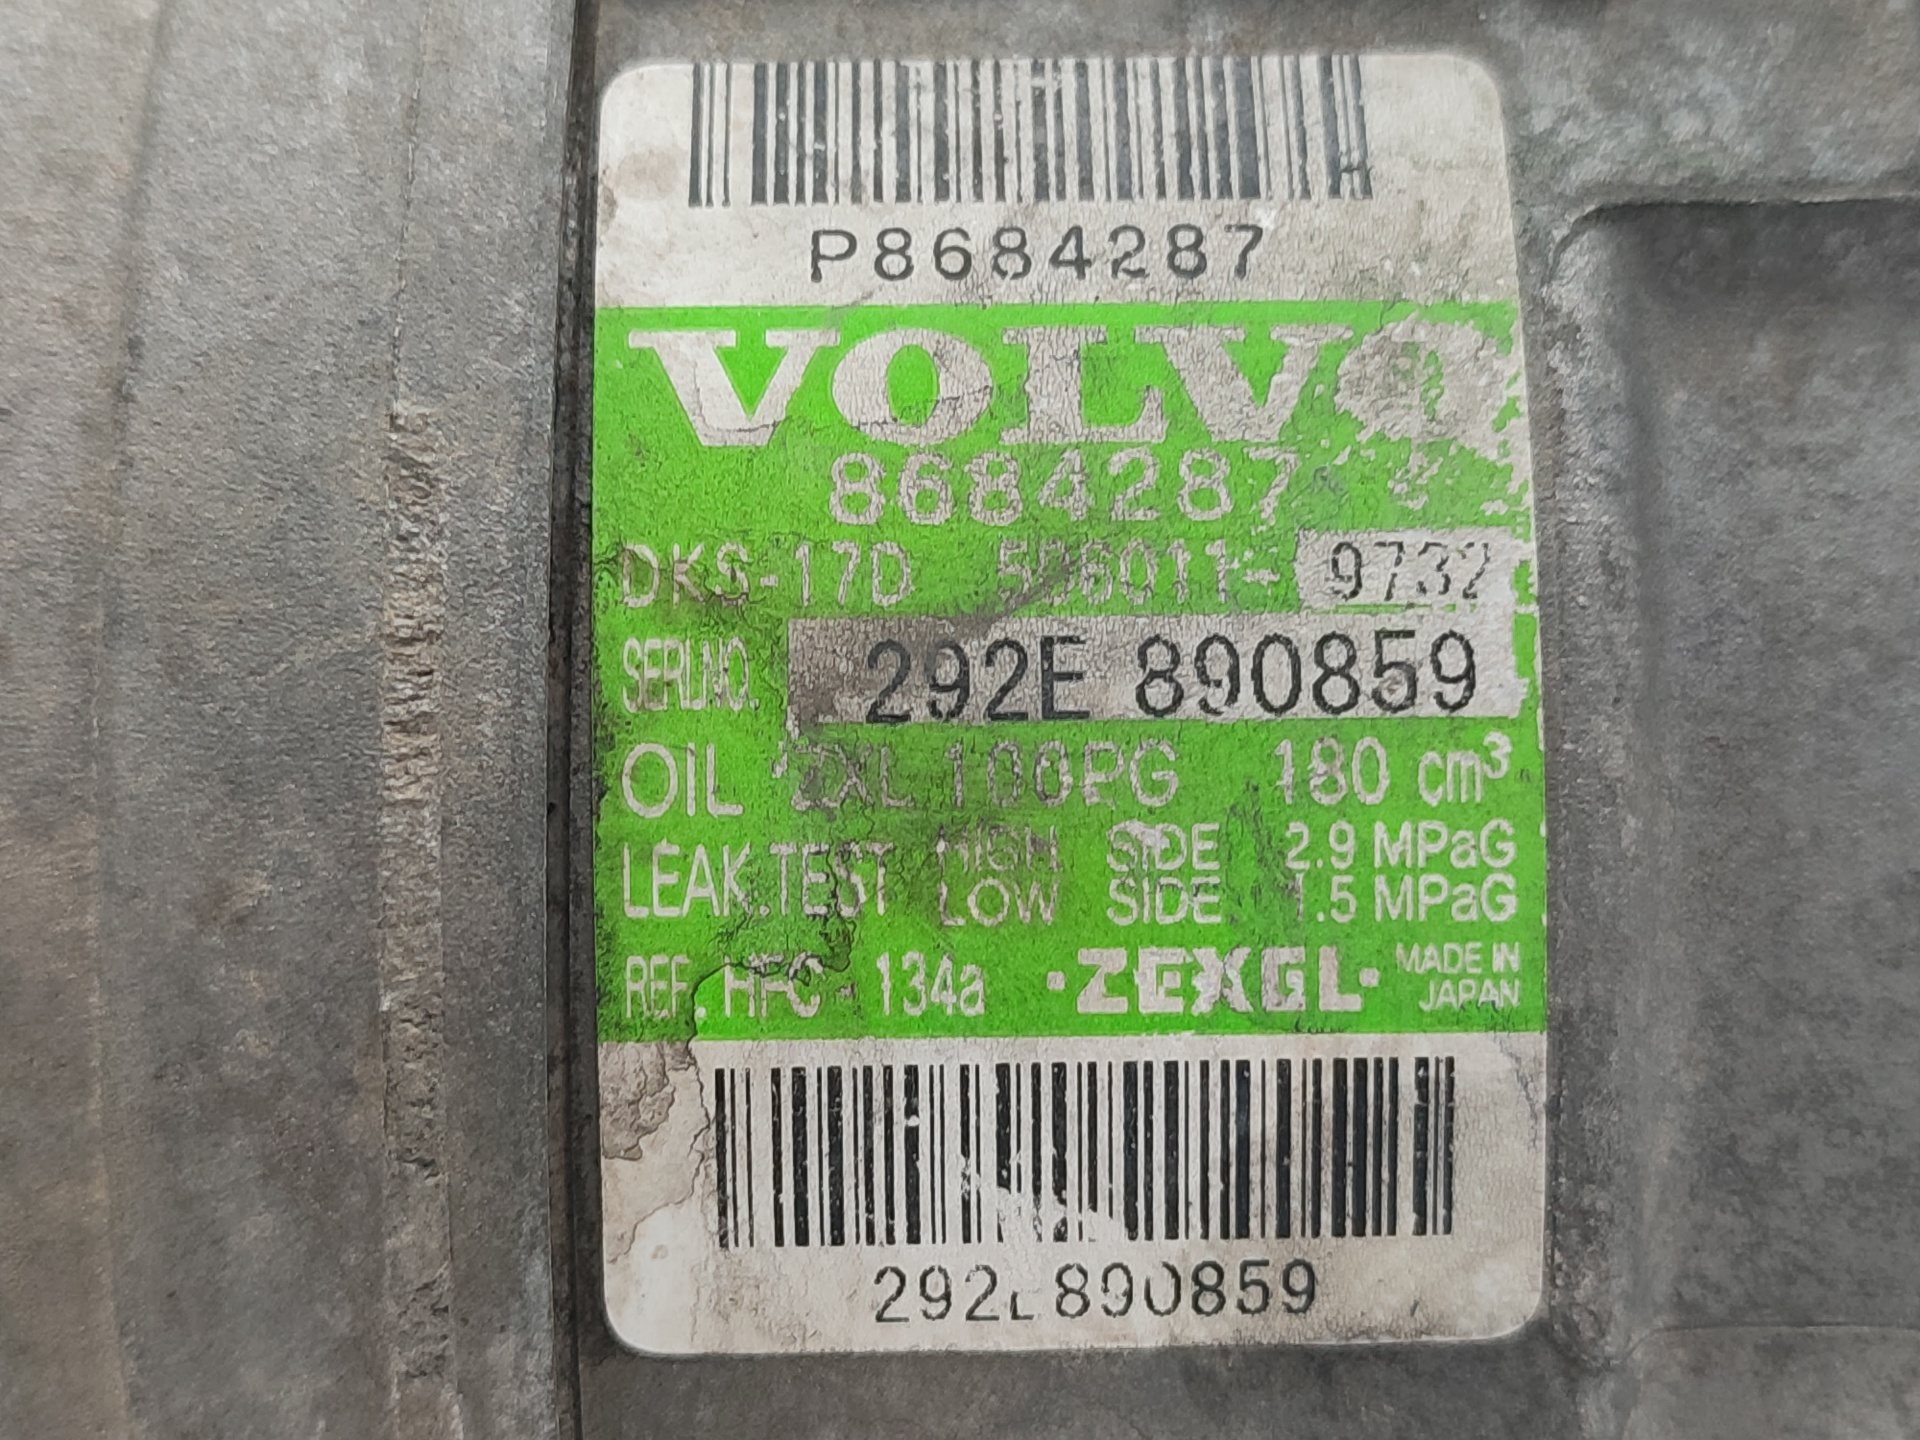 P8684287
VOLVO
8684287
DKS-17D 506011- 9732
SERI.NO. 292E 890859
OIL ZXL 100PG 180 cm³
LEAK.TEST HIGH SIDE 2.9 MPaG
LOW SIDE 1.5 MPaG
REF. HFC - 134a ·ZEXEL· MADE IN JAPAN
292E890859